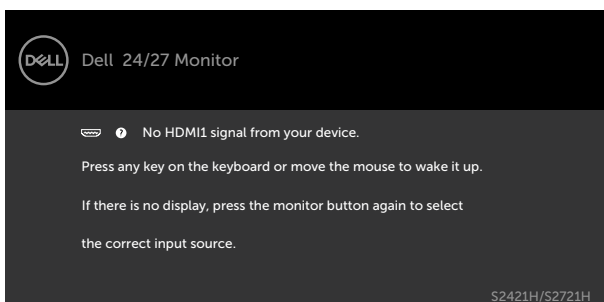 DELL
Dell 24/27 Monitor
? No HDMI1 signal from your device.
Press any key on the keyboard or move the mouse to wake it up.
If there is no display, press the monitor button again to select
the correct input source.
S2421H/S2721H